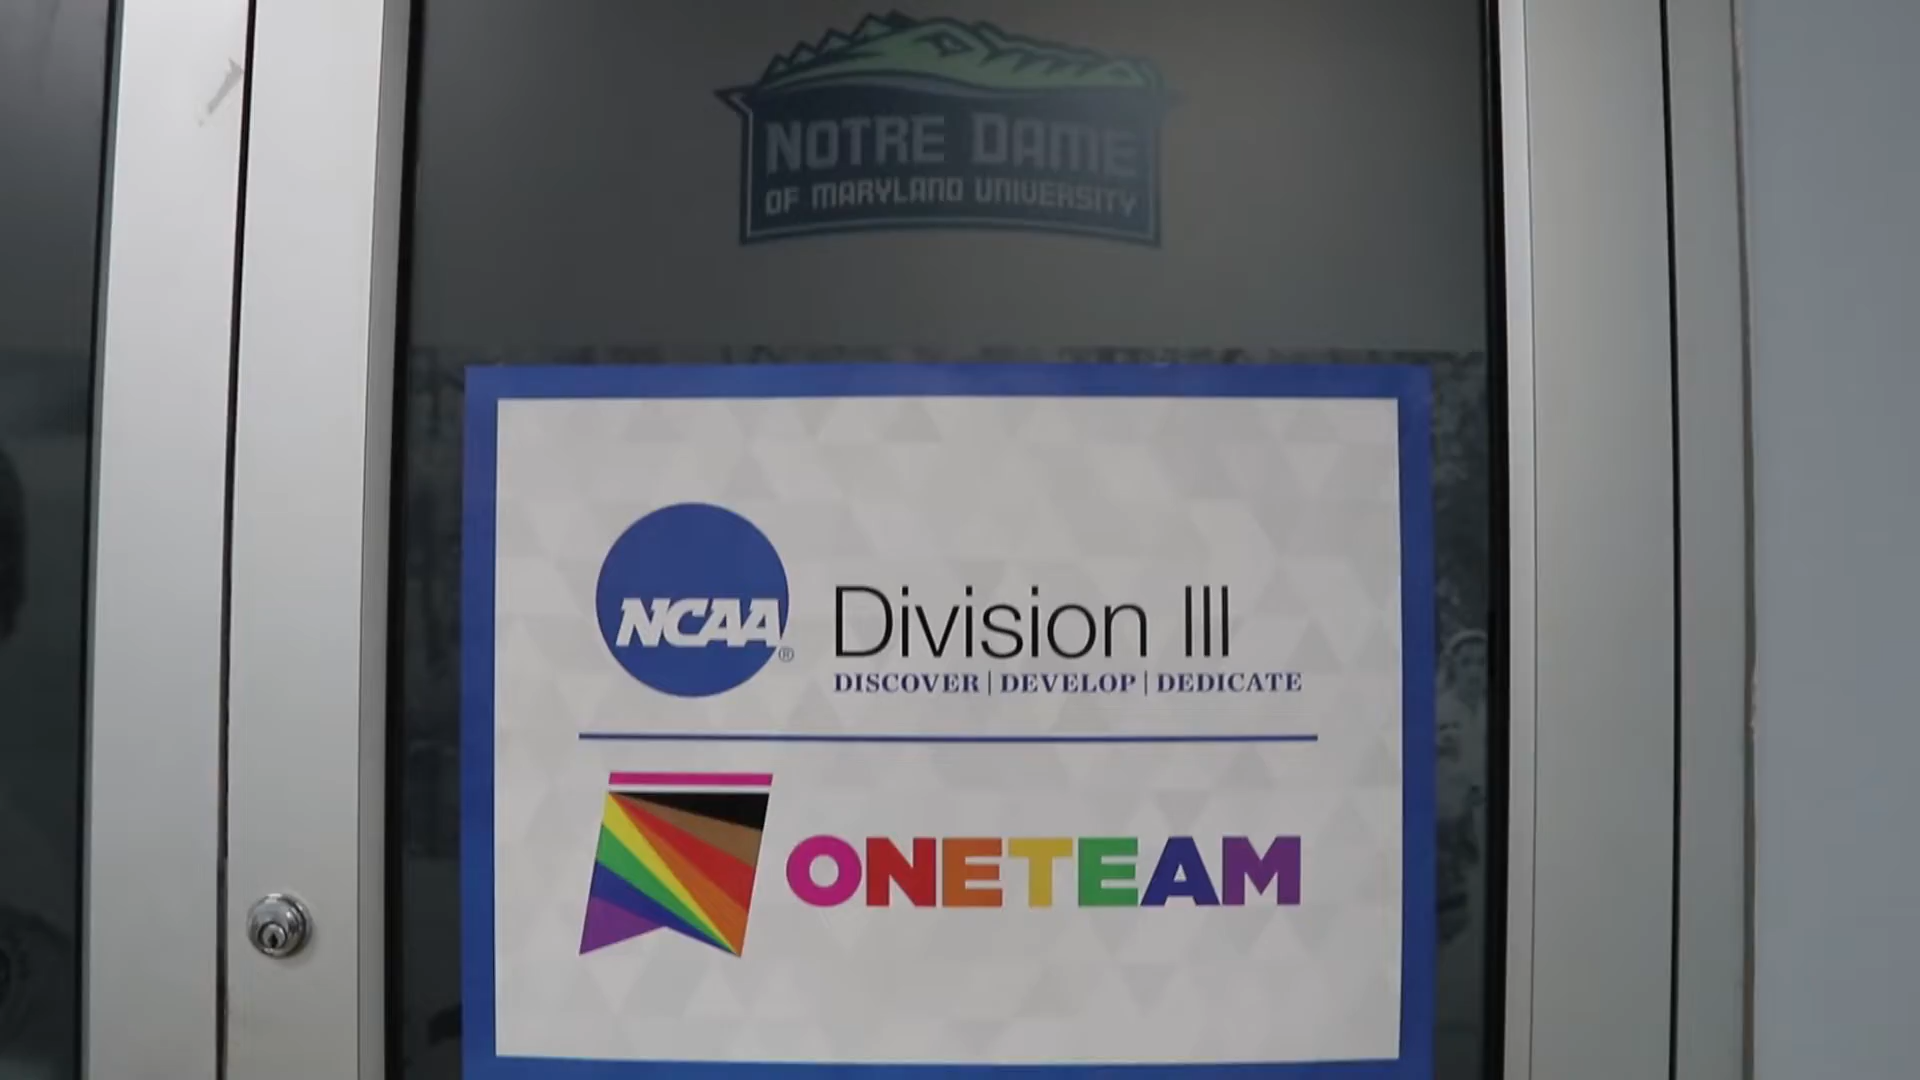 NOTRE DAME
OF MARYLAND UNIVERSITY
NCAA®
Division III
DISCOVER | DEVELOP | DEDICATE
ONETEAM